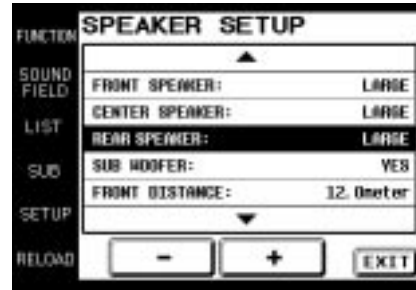 FUNCTION
SOUND
FIELD
LIST
SUB
SETUP
RELOAD
SPEAKER SETUP
FRONT SPEAKER: LARGE
CENTER SPEAKER: LARGE
REAR SPEAKER: LARGE
SUB WOOFER: YES
FRONT DISTANCE: 12.0meter
- + EXIT